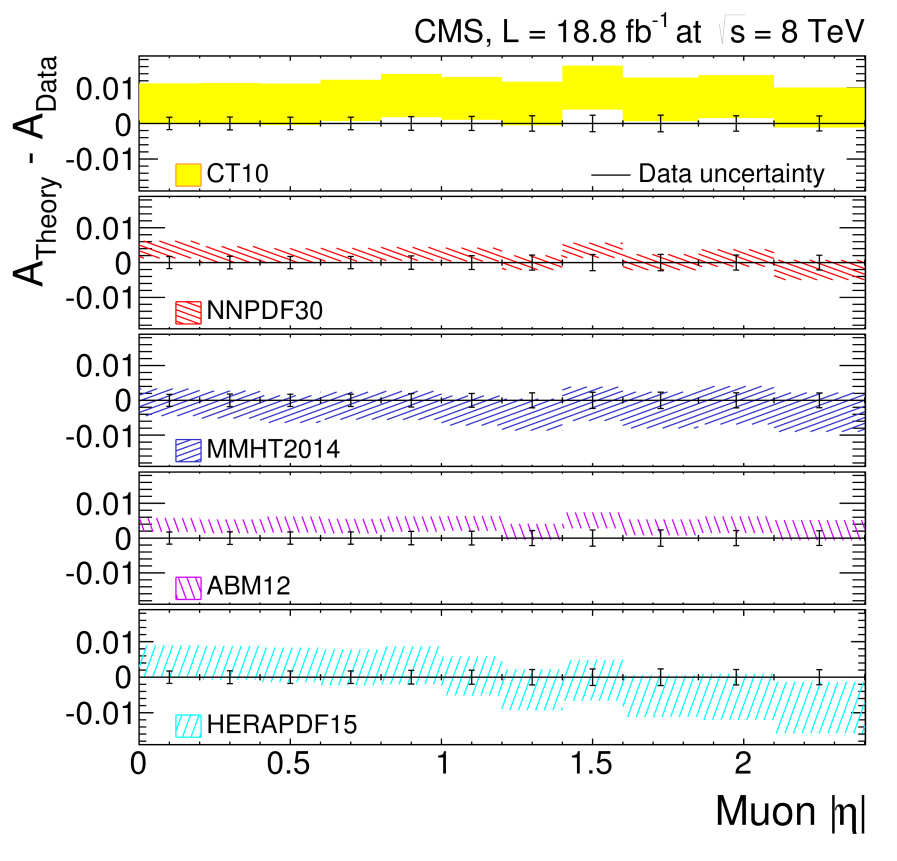 CMS, L = 18.8 fb⁻¹ at √s = 8 TeV
A_Theory - A_Data
0.01
0
-0.01
CT10
Data uncertainty
0.01
0
-0.01
NNPDF30
0.01
0
-0.01
MMHT2014
0.01
0
-0.01
ABM12
0.01
0
-0.01
HERAPDF15
0 0.5 1 1.5 2
Muon |η|